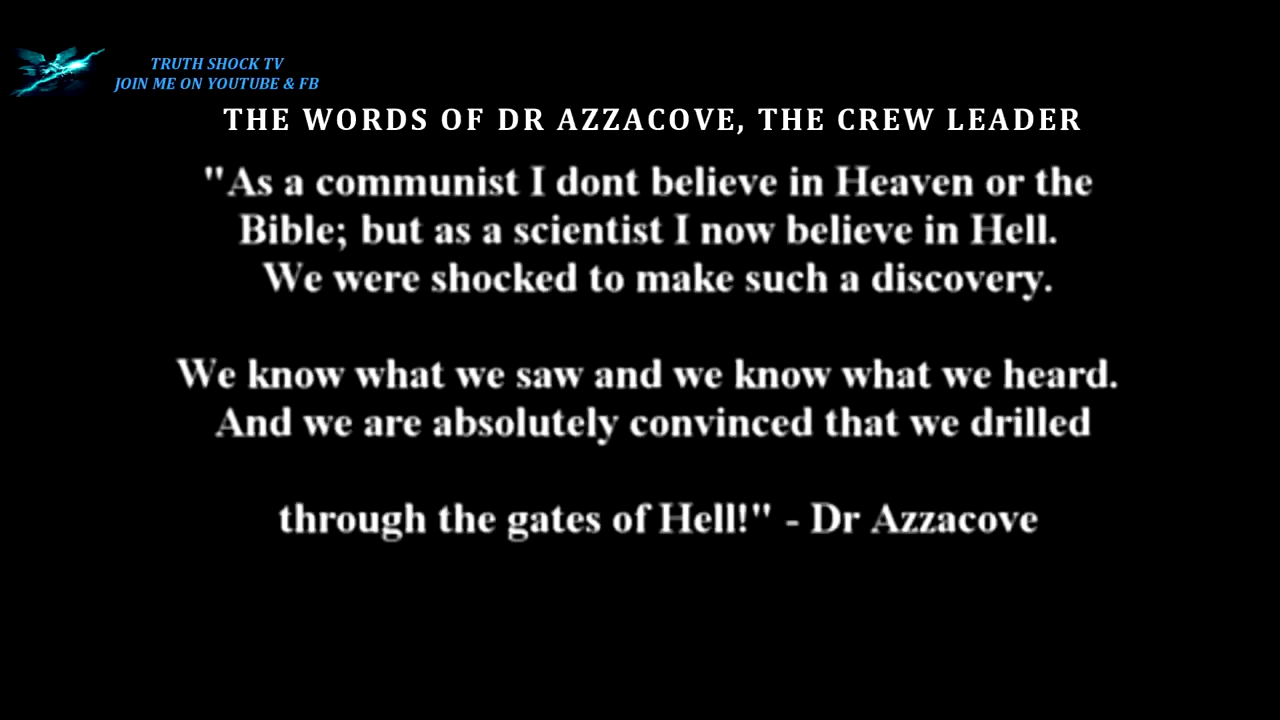 TRUTH SHOCK TV
JOIN ME ON YOUTUBE & FB
THE WORDS OF DR AZZACOVE, THE CREW LEADER
"As a communist I dont believe in Heaven or the
Bible; but as a scientist I now believe in Hell.
We were shocked to make such a discovery.
We know what we saw and we know what we heard.
And we are absolutely convinced that we drilled
through the gates of Hell!" - Dr Azzacove